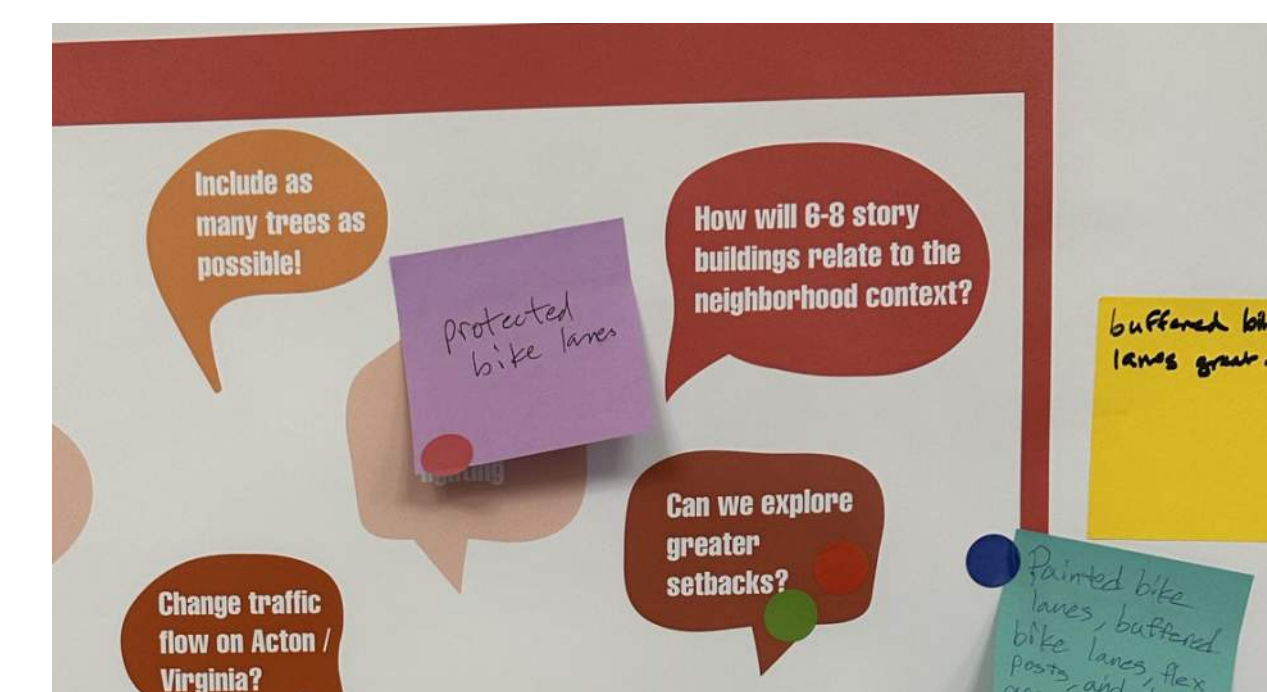 Include as
many trees as
possible!
protected
bike lanes
lighting
How will 6-8 story
buildings relate to the
neighborhood context?
buffered
lanes great
Can we explore
greater
setbacks?
Painted bike
lanes, buffered
bike lanes, flex
posts, and
Change traffic
flow on Acton /
Virginia?